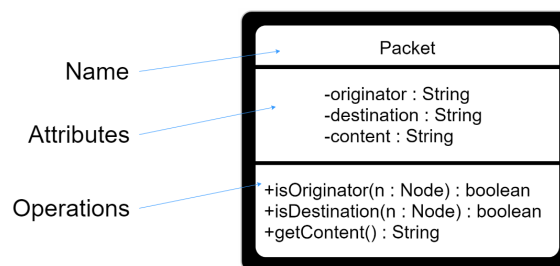 Packet
Name
-originator : String
-destination : String
-content : String
Attributes
+isOriginator(n : Node) : boolean
+isDestination(n : Node) : boolean
+getContent() : String
Operations